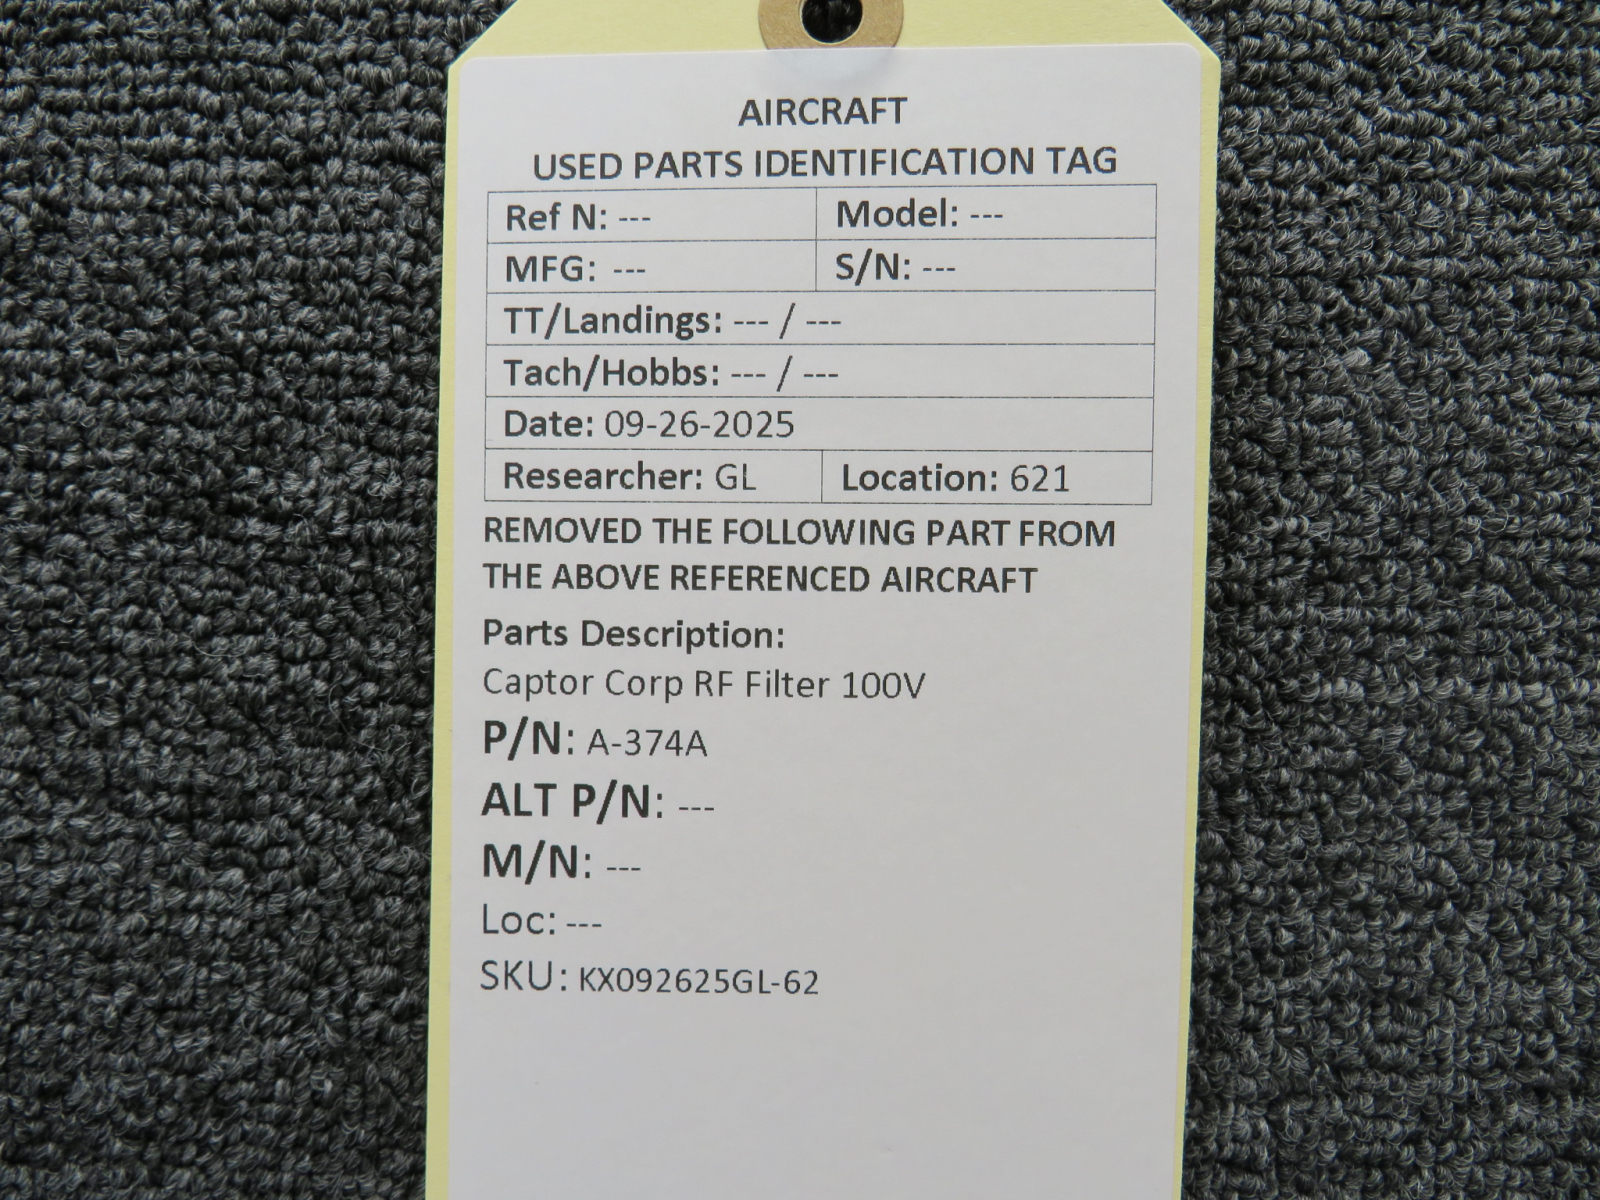 AIRCRAFT
USED PARTS IDENTIFICATION TAG
Ref N: --- Model: ---
MFG: --- S/N: ---
TT/Landings: --- / ---
Tach/Hobbs: --- / ---
Date: 09-26-2025
Researcher: GL Location: 621
REMOVED THE FOLLOWING PART FROM
THE ABOVE REFERENCED AIRCRAFT
Parts Description:
Captor Corp RF Filter 100V
P/N: A-374A
ALT P/N: ---
M/N: ---
Loc: ---
SKU: KX092625GL-62